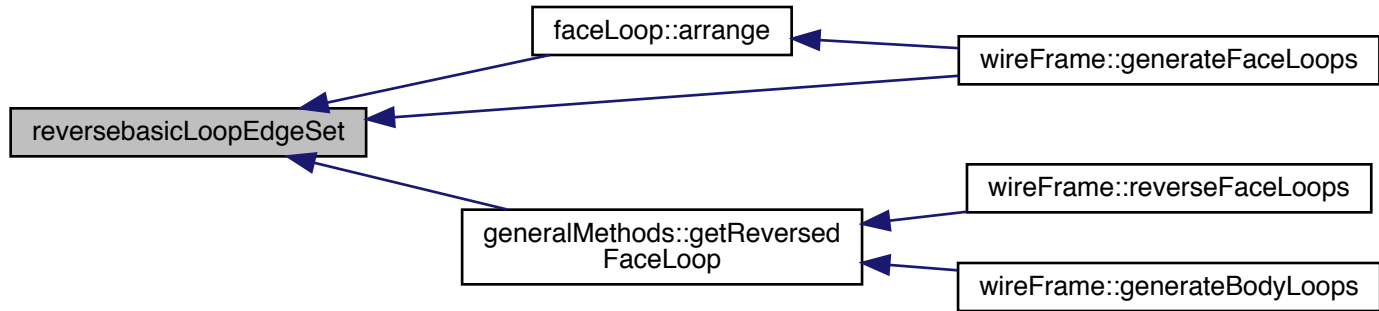 faceLoop::arrange
wireFrame::generateFaceLoops
reversebasicLoopEdgeSet
wireFrame::reverseFaceLoops
generalMethods::getReversed
FaceLoop
wireFrame::generateBodyLoops